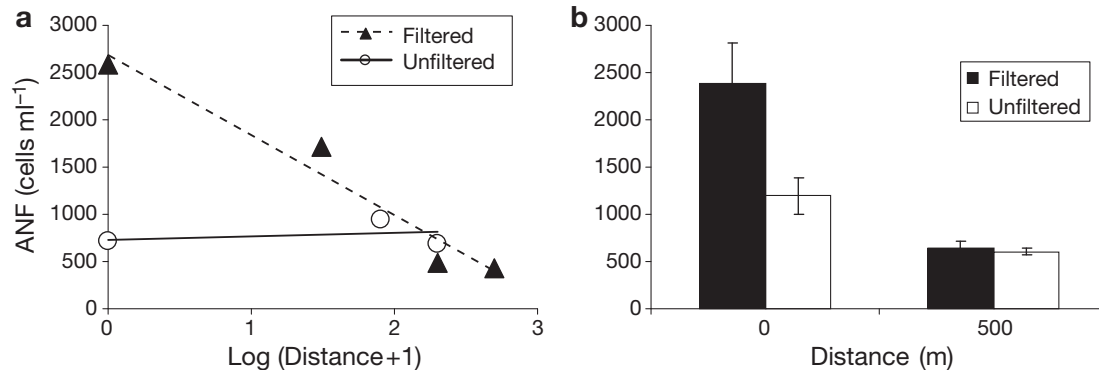 a
3000
2500
2000
1500
1000
500
0
ANF (cells ml⁻¹)
Filtered
Unfiltered
0 1 2 3
Log (Distance+1)
b
3000
2500
2000
1500
1000
500
0
Filtered
Unfiltered
0 500
Distance (m)